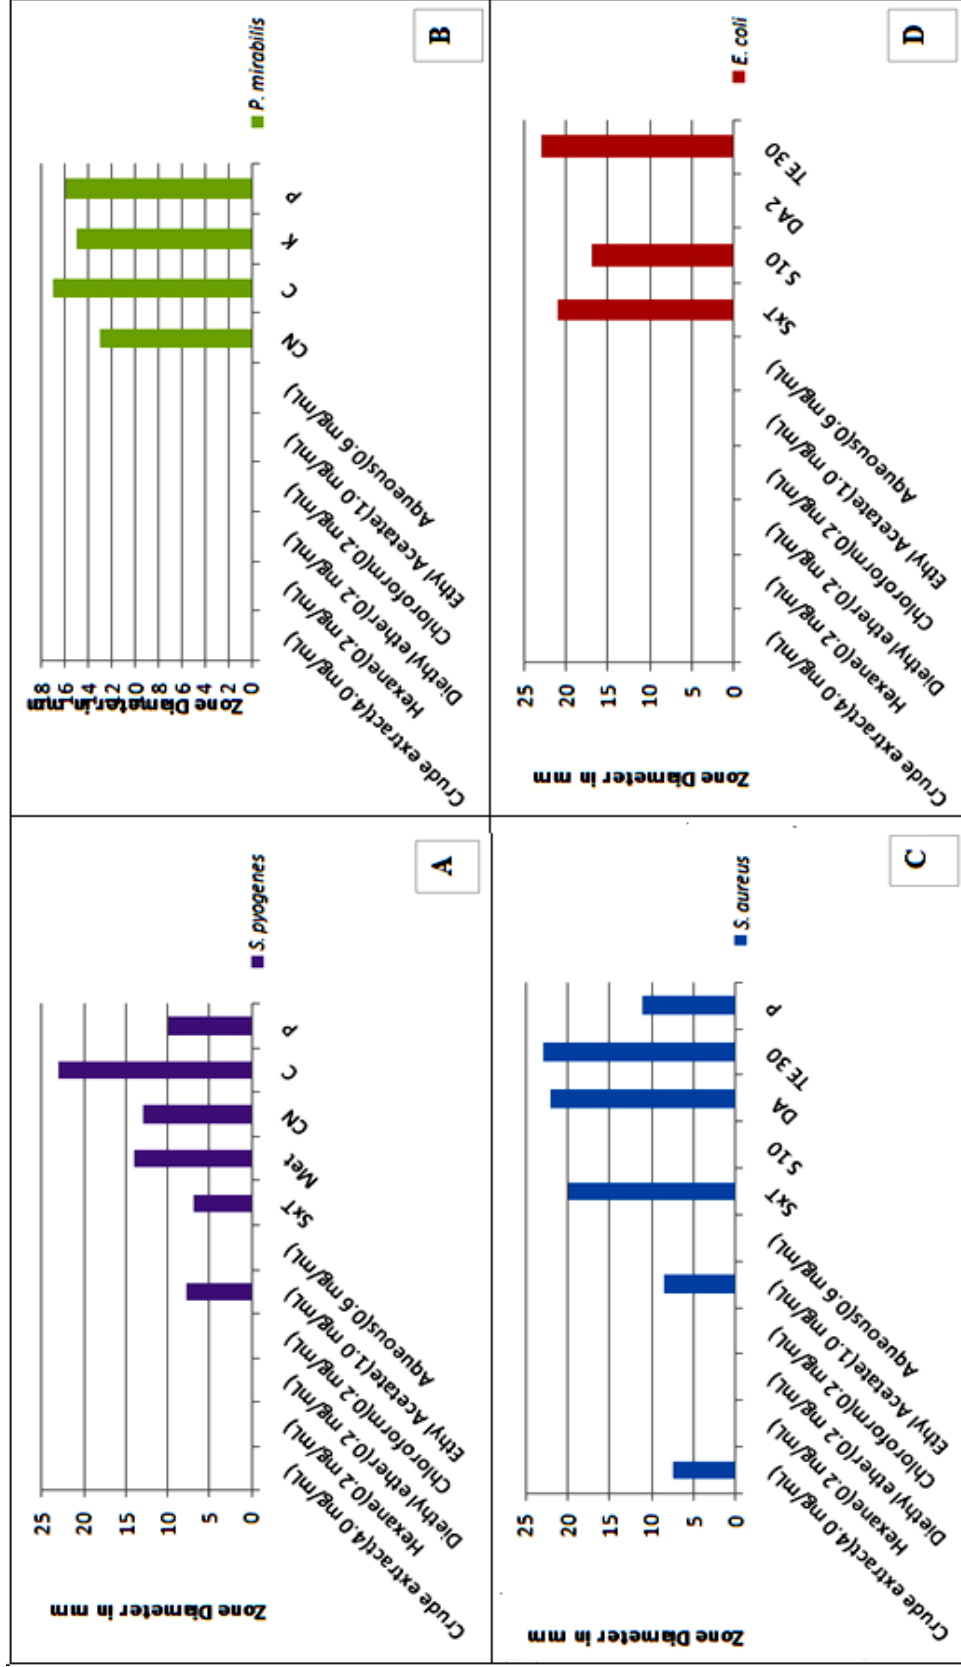 A
Zone Diameter in mm
25
20
15
10
5
0
Crude extract(4.0 mg/mL)
Hexane(0.2 mg/mL)
Diethyl ether(0.2 mg/mL)
Chloroform(0.2 mg/mL)
Ethyl Acetate(1.0 mg/mL)
Aqueous(0.6 mg/mL)
SxT
Met
CN
C
P
S. pyogenes
B
Zone Diameter in mm
18
16
14
12
10
8
6
4
2
0
Crude extract(4.0 mg/mL)
Hexane(0.2 mg/mL)
Diethyl ether(0.2 mg/mL)
Chloroform(0.2 mg/mL)
Ethyl Acetate(1.0 mg/mL)
Aqueous(0.6 mg/mL)
CN
C
K
P
P. mirabilis
C
Zone Diameter in mm
25
20
15
10
5
0
Crude extract(4.0 mg/mL)
Hexane(0.2 mg/mL)
Diethyl ether(0.2 mg/mL)
Chloroform(0.2 mg/mL)
Ethyl Acetate(1.0 mg/mL)
Aqueous(0.6 mg/mL)
SxT
S 10
DA
TE 30
P
S. aureus
D
Zone Diameter in mm
25
20
15
10
5
0
Crude extract(4.0 mg/mL)
Hexane(0.2 mg/mL)
Diethyl ether(0.2 mg/mL)
Chloroform(0.2 mg/mL)
Ethyl Acetate(1.0 mg/mL)
Aqueous(0.6 mg/mL)
SxT
S 10
DA 2
TE 30
E. coli